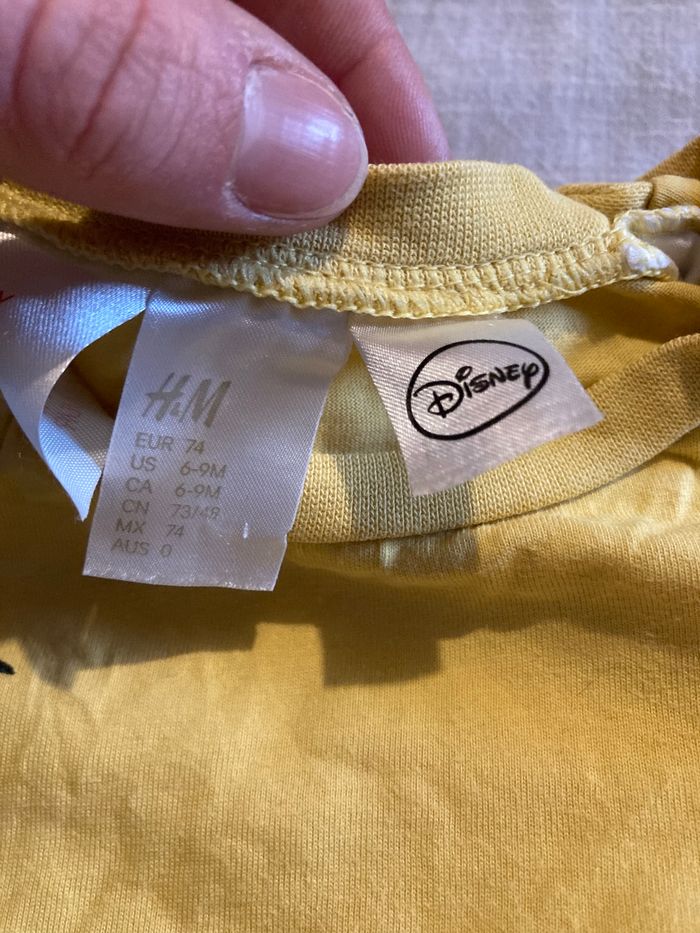 H&M
EUR 74
US 6-9M
CA 6-9M
CN 73/48
MX 74
AUS 0
Disney